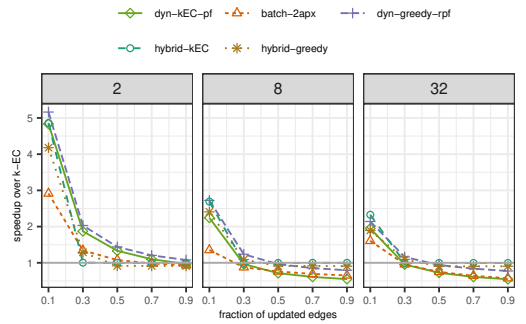 dyn-kEC-pf batch-2apx dyn-greedy-rpf
hybrid-kEC hybrid-greedy
2 8 32
speedup over k-EC
5
4
3
2
1
0.1 0.3 0.5 0.7 0.9 0.1 0.3 0.5 0.7 0.9 0.1 0.3 0.5 0.7 0.9
fraction of updated edges